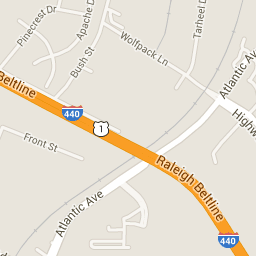 Pinecrest Dr
Apache D
Bush St
Wolfpack Ln
Tarheel D
Atlantic Av
Highw
Beltline
440
1
Front St
Raleigh Beltline
Atlantic Ave
440